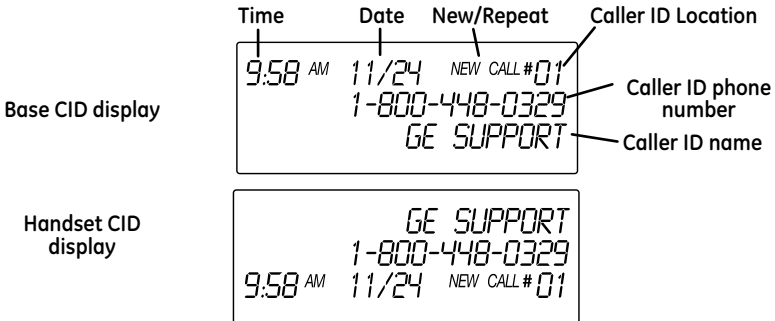 Time Date New/Repeat Caller ID Location
9:58 AM 11/24 NEW CALL #01
1-800-448-0329
GE SUPPORT
Base CID display
Caller ID phone
number
Caller ID name
Handset CID
display
GE SUPPORT
1-800-448-0329
9:58 AM 11/24 NEW CALL #01